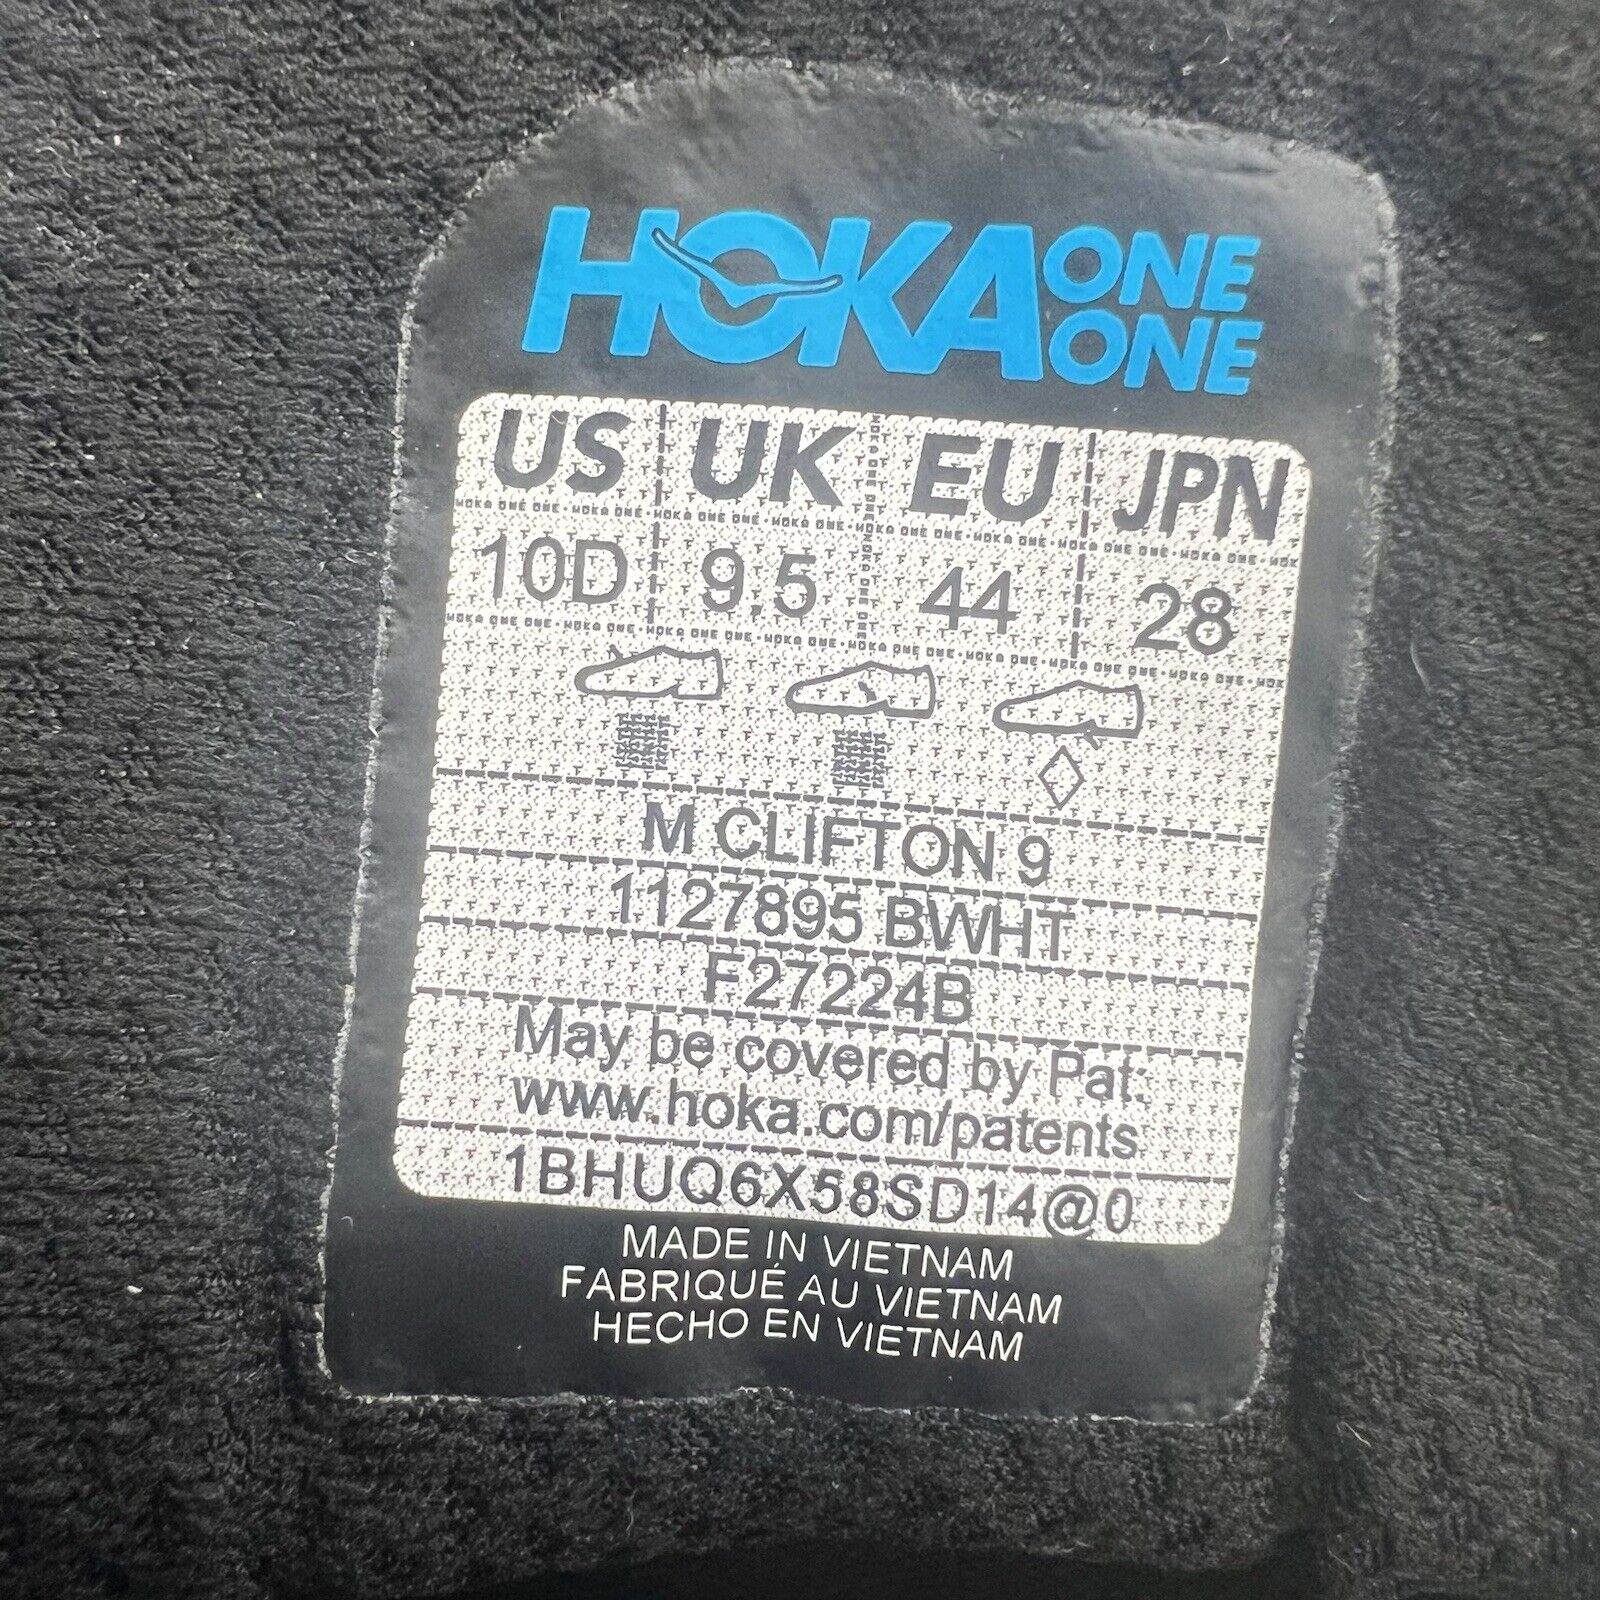 HOKA ONE ONE
US UK EU JPN
10D 9.5 44 28
M CLIFTON 9
1127895 BWHT
F27224B
May be covered by Pat:
www.hoka.com/patents
1BHUQ6X58SD14@0
MADE IN VIETNAM
FABRIQUÉ AU VIETNAM
HECHO EN VIETNAM